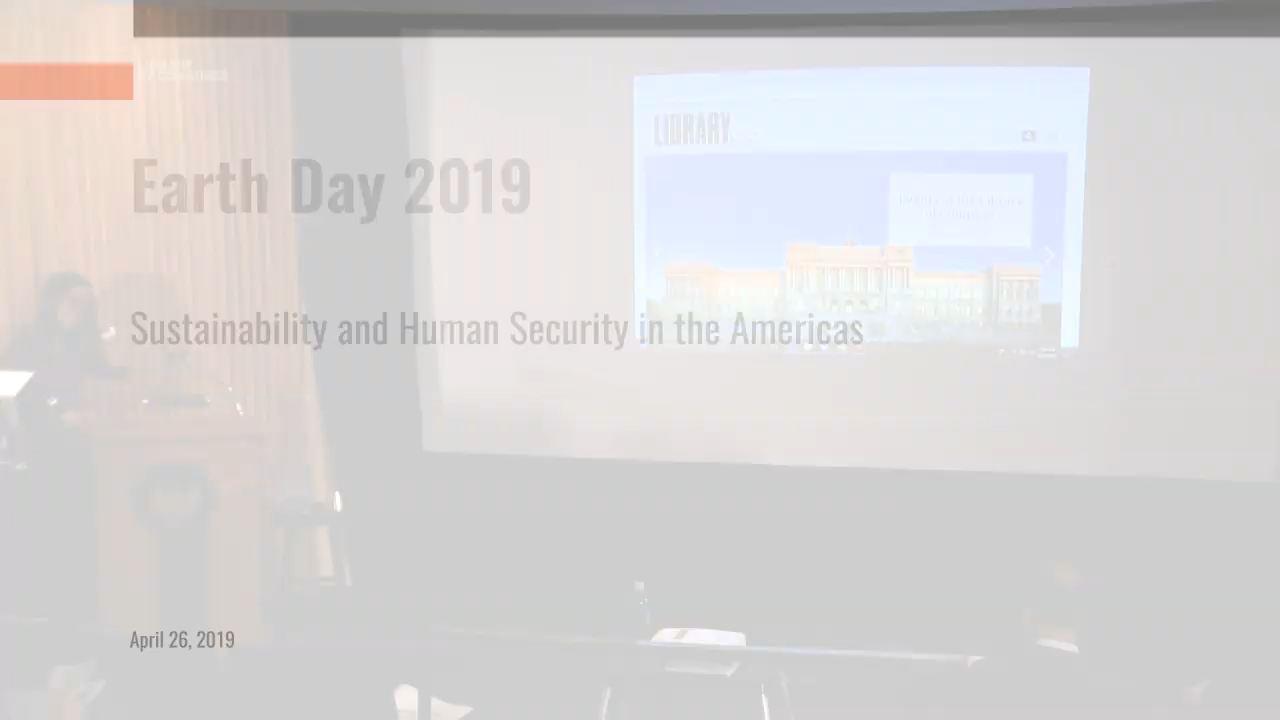 LIBRARY
Earth Day 2019
Sustainability and Human Security in the Americas
April 26, 2019